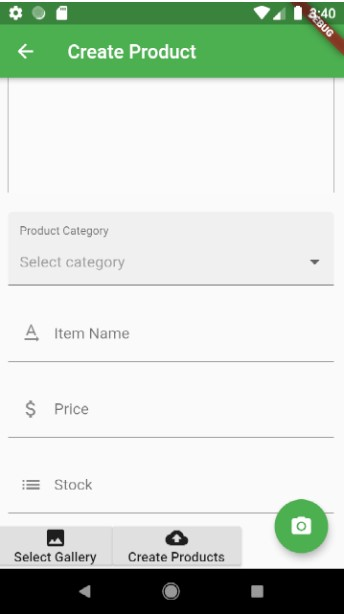 3:40
DEBUG
Create Product
Product Category
Select category
Item Name
Price
Stock
Select Gallery
Create Products